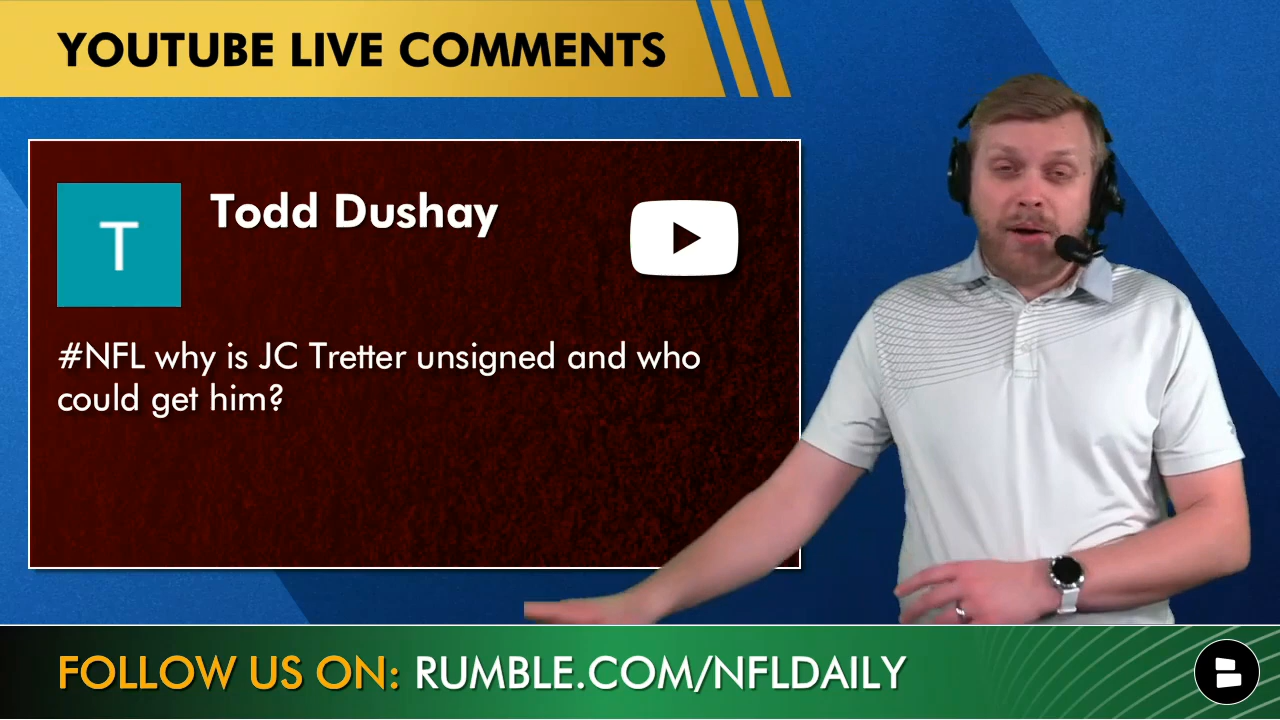 YOUTUBE LIVE COMMENTS
T
Todd Dushay
#NFL why is JC Tretter unsigned and who
could get him?
FOLLOW US ON: RUMBLE.COM/NFLDAILY